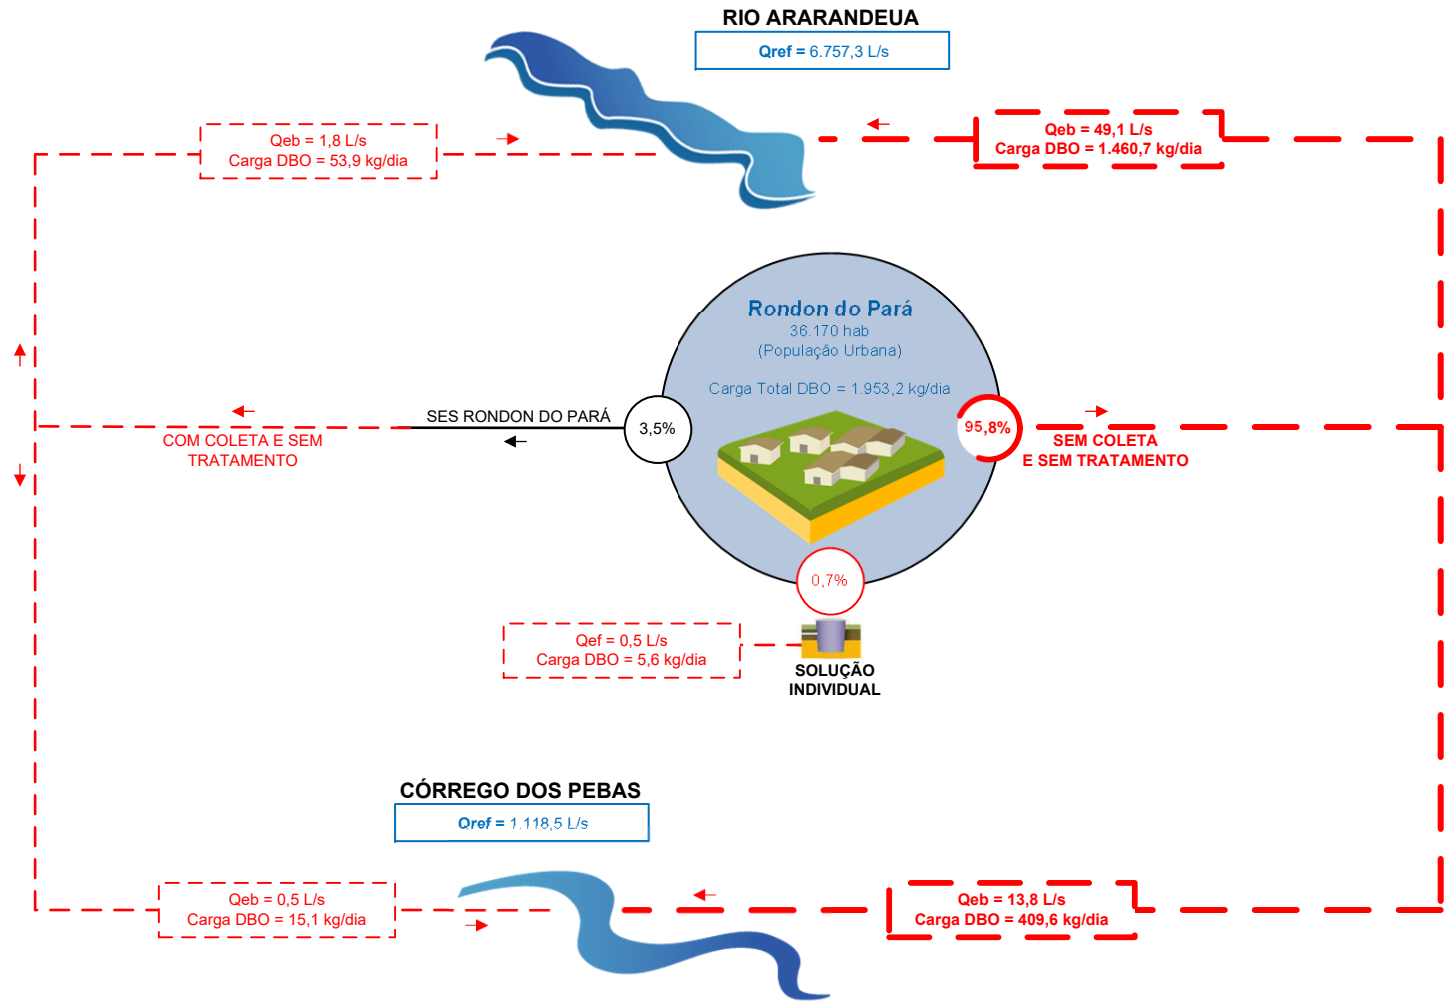 RIO ARARANDEUA
Qref = 6.757,3 L/s
Qeb = 1,8 L/s
Carga DBO = 53,9 kg/dia
Qeb = 49,1 L/s
Carga DBO = 1.460,7 kg/dia
Rondon do Pará
36.170 hab
(População Urbana)
Carga Total DBO = 1.953,2 kg/dia
SES RONDON DO PARÁ
3,5%
95,8%
COM COLETA E SEM
TRATAMENTO
SEM COLETA
E SEM TRATAMENTO
0,7%
Qef = 0,5 L/s
Carga DBO = 5,6 kg/dia
SOLUÇÃO
INDIVIDUAL
CÓRREGO DOS PEBAS
Qref = 1.118,5 L/s
Qeb = 0,5 L/s
Carga DBO = 15,1 kg/dia
Qeb = 13,8 L/s
Carga DBO = 409,6 kg/dia